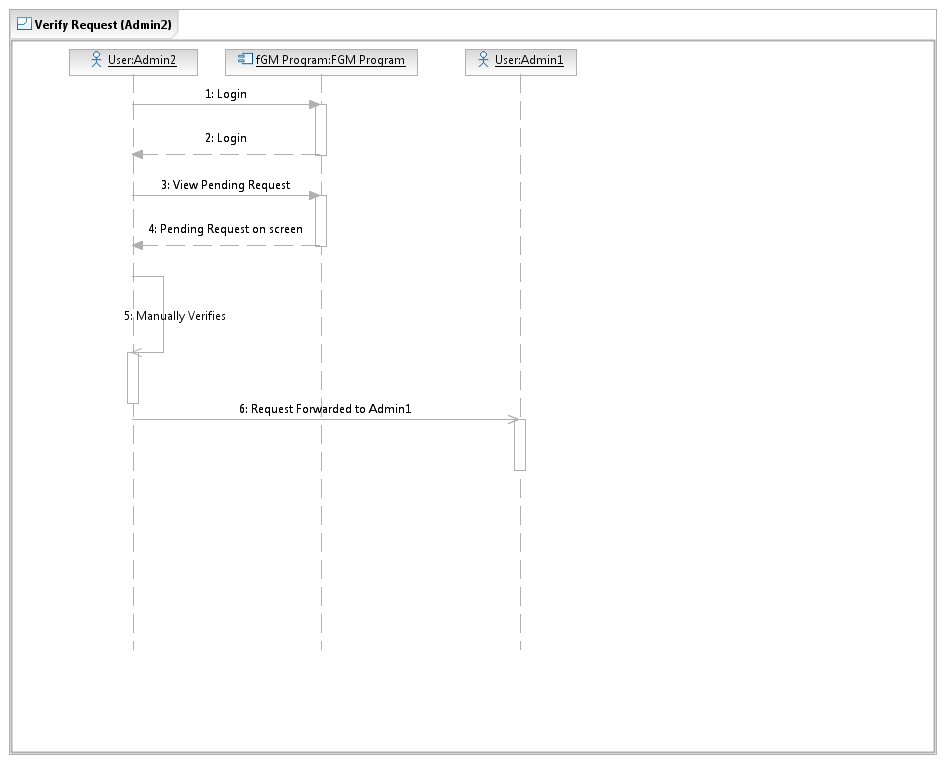 Verify Request (Admin2)
User:Admin2
fGM Program:FGM Program
User:Admin1
1: Login
2: Login
3: View Pending Request
4: Pending Request on screen
5: Manually Verifies
6: Request Forwarded to Admin1